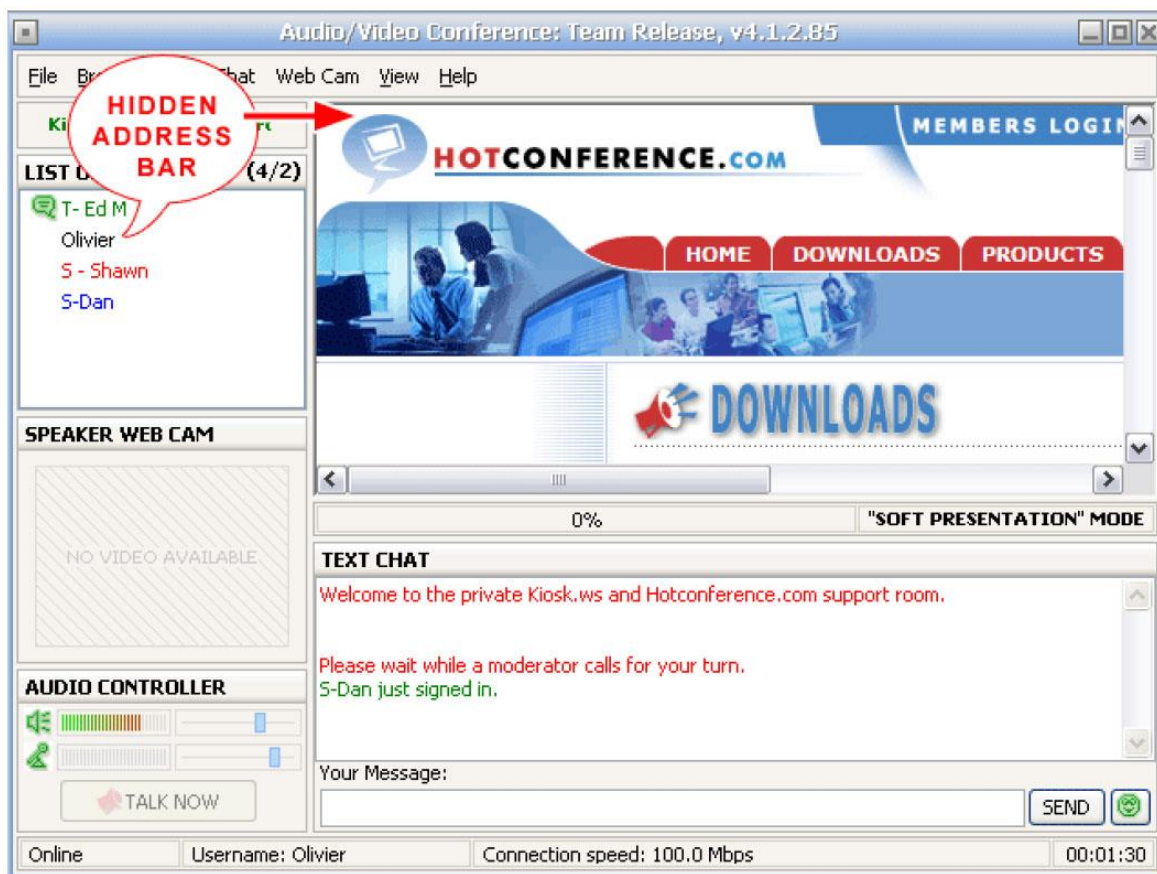 Audio/Video Conference: Team Release, v4.1.2.85
File Chat Web Cam View Help
HIDDEN
ADDRESS
BAR
LIST (4/2)
T- Ed M
Olivier
S - Shawn
S-Dan
SPEAKER WEB CAM
NO VIDEO AVAILABLE
AUDIO CONTROLLER
TALK NOW
MEMBERS LOGIN
HOTCONFERENCE.COM
HOME DOWNLOADS PRODUCTS
DOWNLOADS
0% "SOFT PRESENTATION" MODE
TEXT CHAT
Welcome to the private Kiosk.ws and Hotconference.com support room.
Please wait while a moderator calls for your turn.
S-Dan just signed in.
Your Message:
SEND
Online Username: Olivier Connection speed: 100.0 Mbps 00:01:30